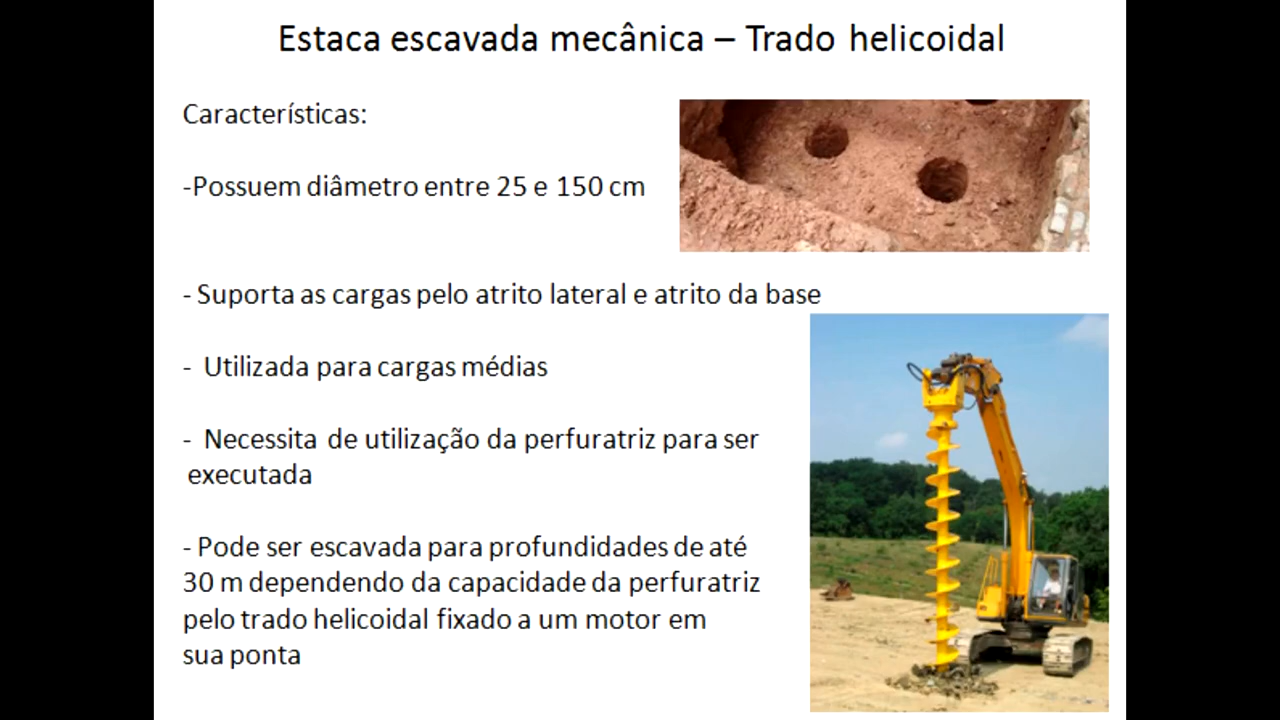 Estaca escavada mecânica – Trado helicoidal
Características:
-Possuem diâmetro entre 25 e 150 cm
- Suporta as cargas pelo atrito lateral e atrito da base
- Utilizada para cargas médias
- Necessita de utilização da perfuratriz para ser
executada
- Pode ser escavada para profundidades de até
30 m dependendo da capacidade da perfuratriz
pelo trado helicoidal fixado a um motor em
sua ponta